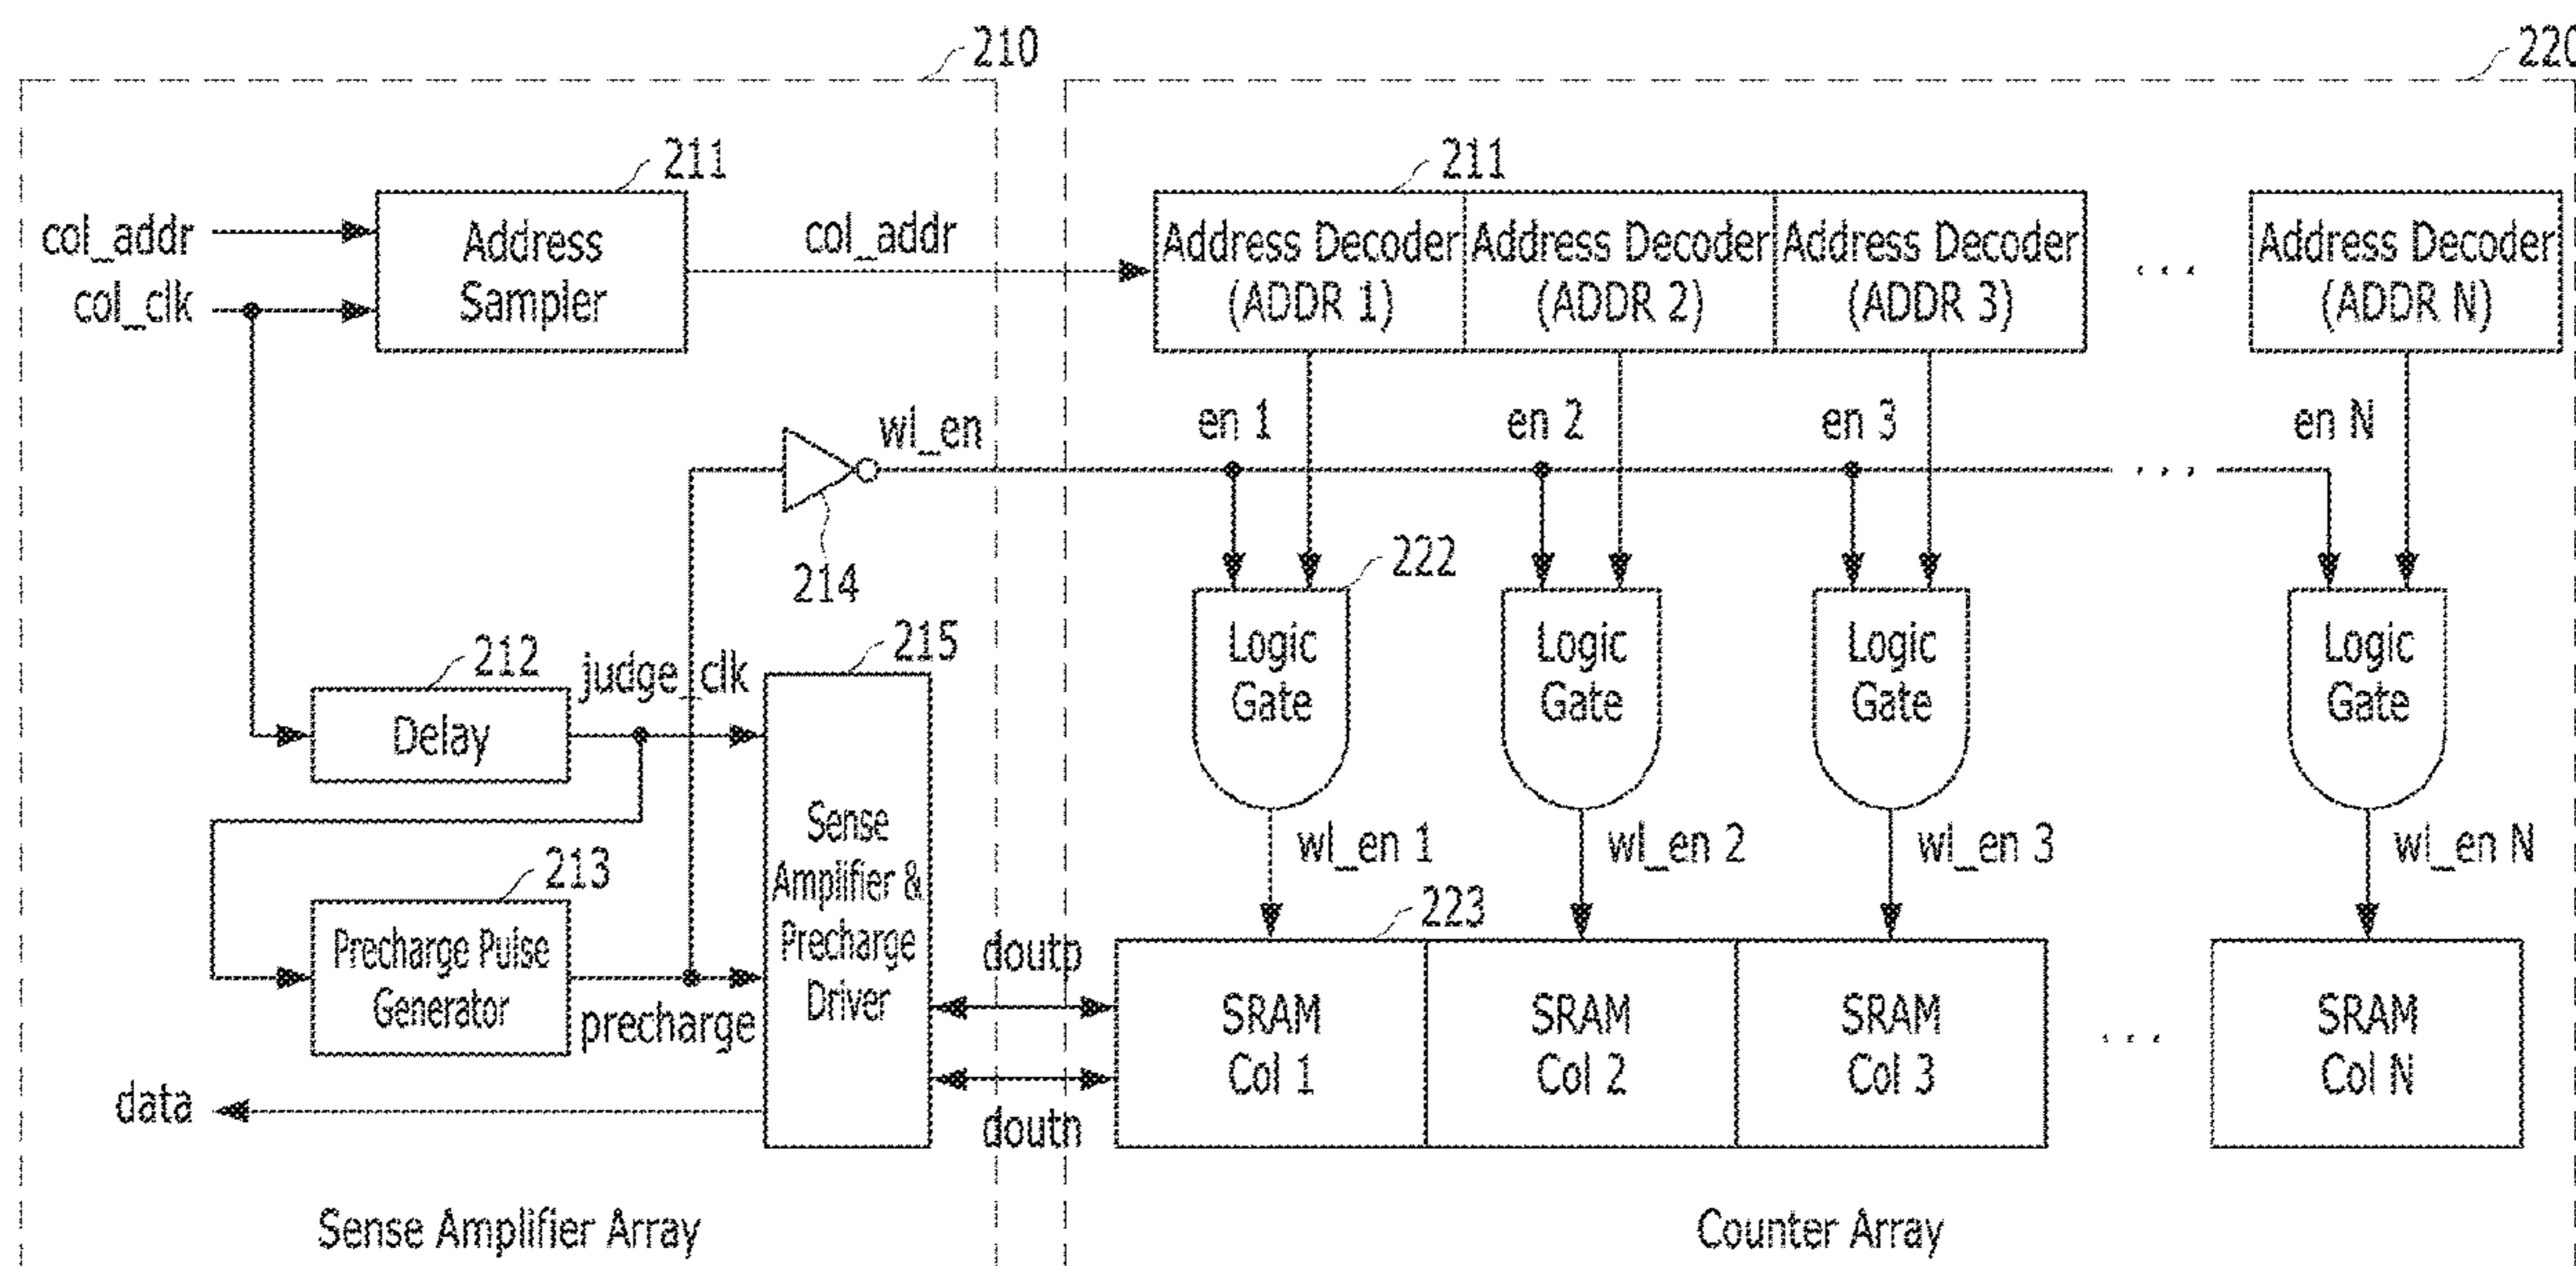 210
220
211
211
col_addr
col_clk
Address
Sampler
col_addr
Address Decoder
(ADDR 1)
Address Decoder
(ADDR 2)
Address Decoder
(ADDR 3)
. . .
Address Decoder
(ADDR N)
wl_en
en 1
en 2
en 3
en N
. . .
214
222
Logic
Gate
Logic
Gate
Logic
Gate
Logic
Gate
212
judge_clk
215
Delay
Sense
Amplifier &
Precharge
Driver
wl_en 1
wl_en 2
wl_en 3
wl_en N
213
223
Precharge Pulse
Generator
precharge
doutp
doutn
data
SRAM
Col 1
SRAM
Col 2
SRAM
Col 3
. . .
SRAM
Col N
Sense Amplifier Array
Counter Array